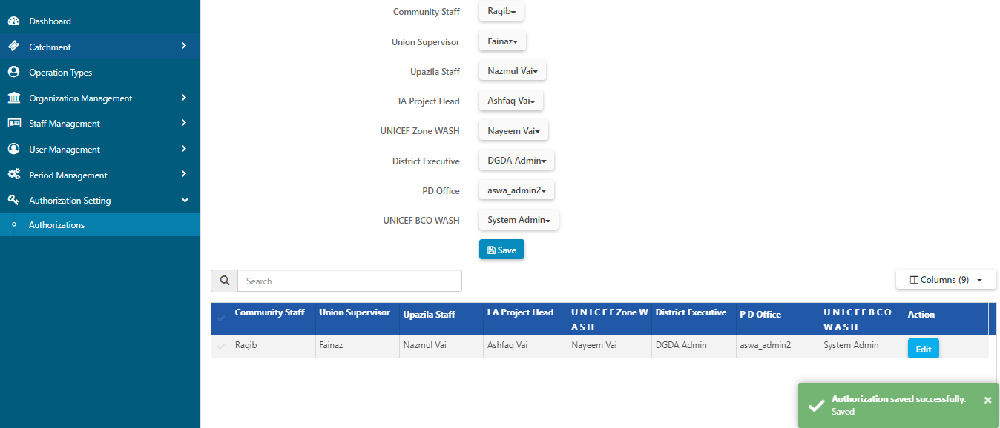 Dashboard
Catchment
Operation Types
Organization Management
Staff Management
User Management
Period Management
Authorization Setting
Authorizations
Community Staff Ragib
Union Supervisor Fainaz
Upazila Staff Nazmul Vai
IA Project Head Ashfaq Vai
UNICEF Zone WASH Nayeem Vai
District Executive DGDA Admin
PD Office aswa_admin2
UNICEF BCO WASH System Admin
Save
Search Columns (9)
Community Staff Union Supervisor Upazila Staff I A Project Head U N I C E F Zone W District Executive P D Office U N I C E F B C O Action
A S H W A S H
Ragib Fainaz Nazmul Vai Ashfaq Vai Nayeem Vai DGDA Admin aswa_admin2 System Admin Edit
Authorization saved successfully.
Saved